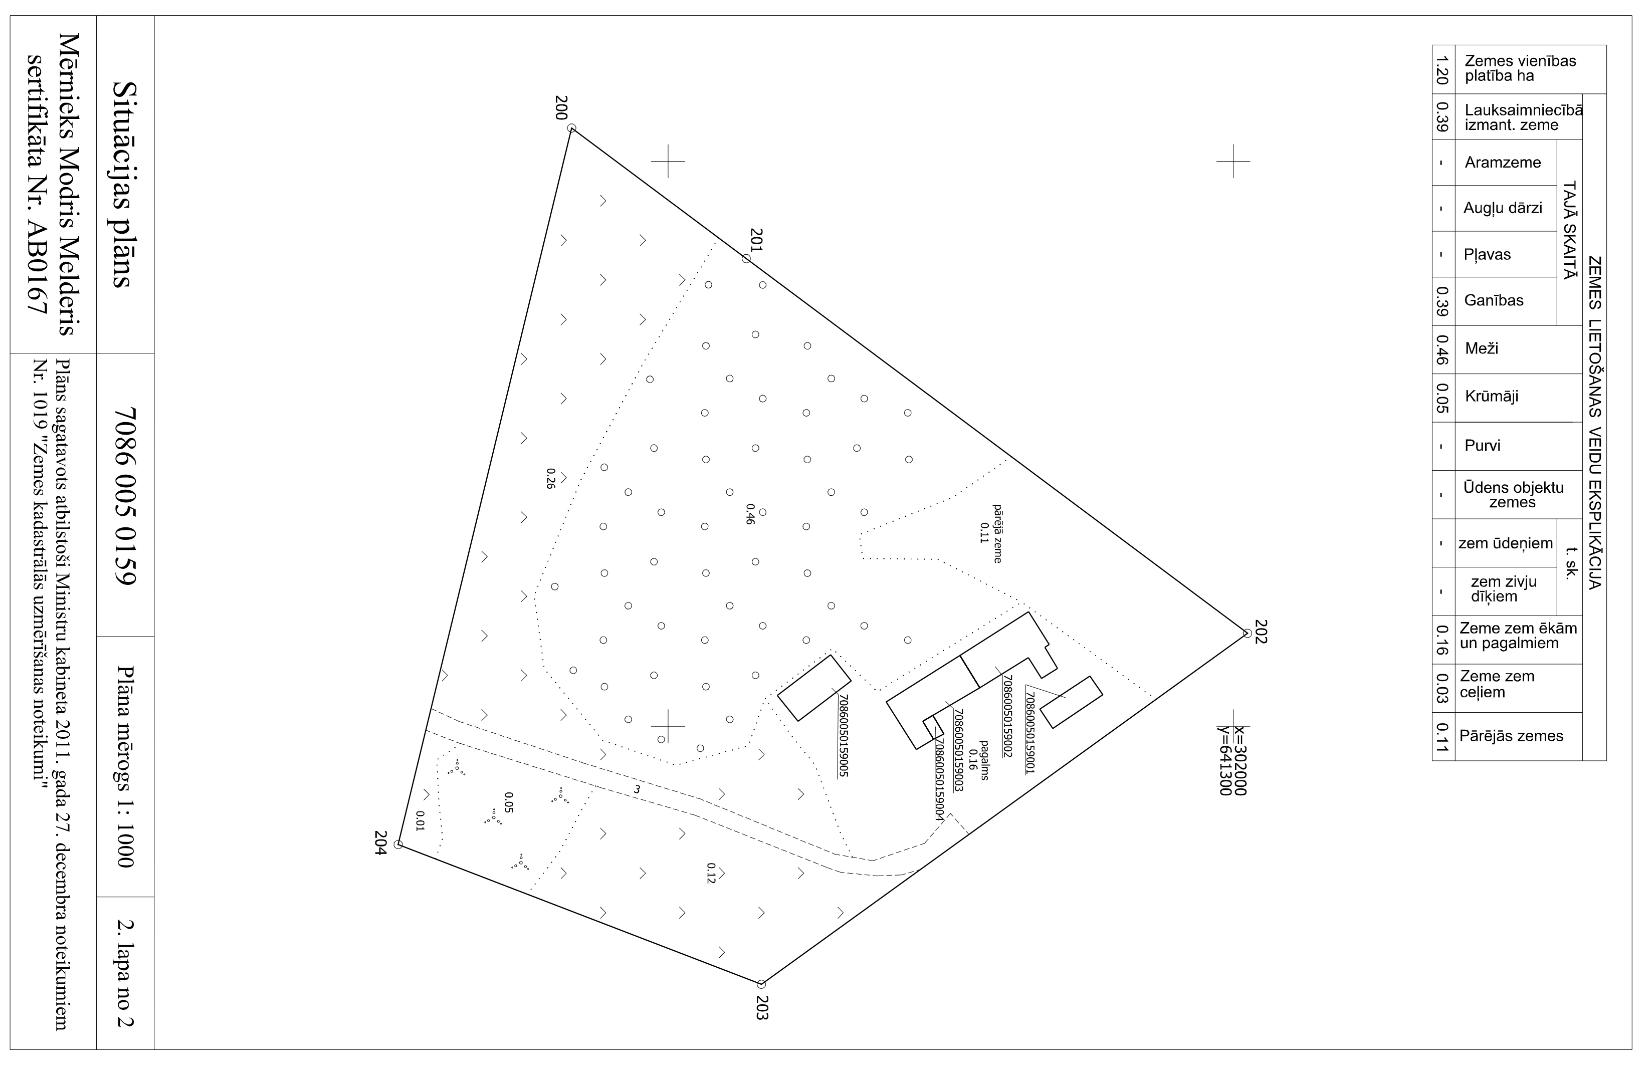 ZEMES LIETOŠANAS VEIDU EKSPLIKĀCIJA
Zemes vienības
platība ha
1.20
Lauksaimniecībā
izmant. zeme
0.39
TAJĀ SKAITĀ
Aramzeme
-
Augļu dārzi
-
Pļavas
-
Ganības
0.39
Meži
0.46
Krūmāji
0.05
Purvi
-
Ūdens objektu
zemes
-
t. sk.
zem ūdeņiem
-
zem zivju
dīķiem
-
Zeme zem ēkām
un pagalmiem
0.16
Zeme zem
ceļiem
0.03
Pārējās zemes
0.11
200
201
202
203
204
x=302000
y=641300
pārējā zeme
0.11
0.46
0.26
70860050159001
70860050159002
70860050159003
70860050159004
70860050159005
pagalms
0.16
3
0.05
0.01
0.12
Situācijas plāns
7086 005 0159
Plāna mērogs 1: 1000
2. lapa no 2
Mērnieks Modris Melderis
sertifikāta Nr. AB0167
Plāns sagatavots atbilstoši Ministru kabineta 2011. gada 27. decembra noteikumiem
Nr. 1019 "Zemes kadastrālās uzmērīšanas noteikumi"